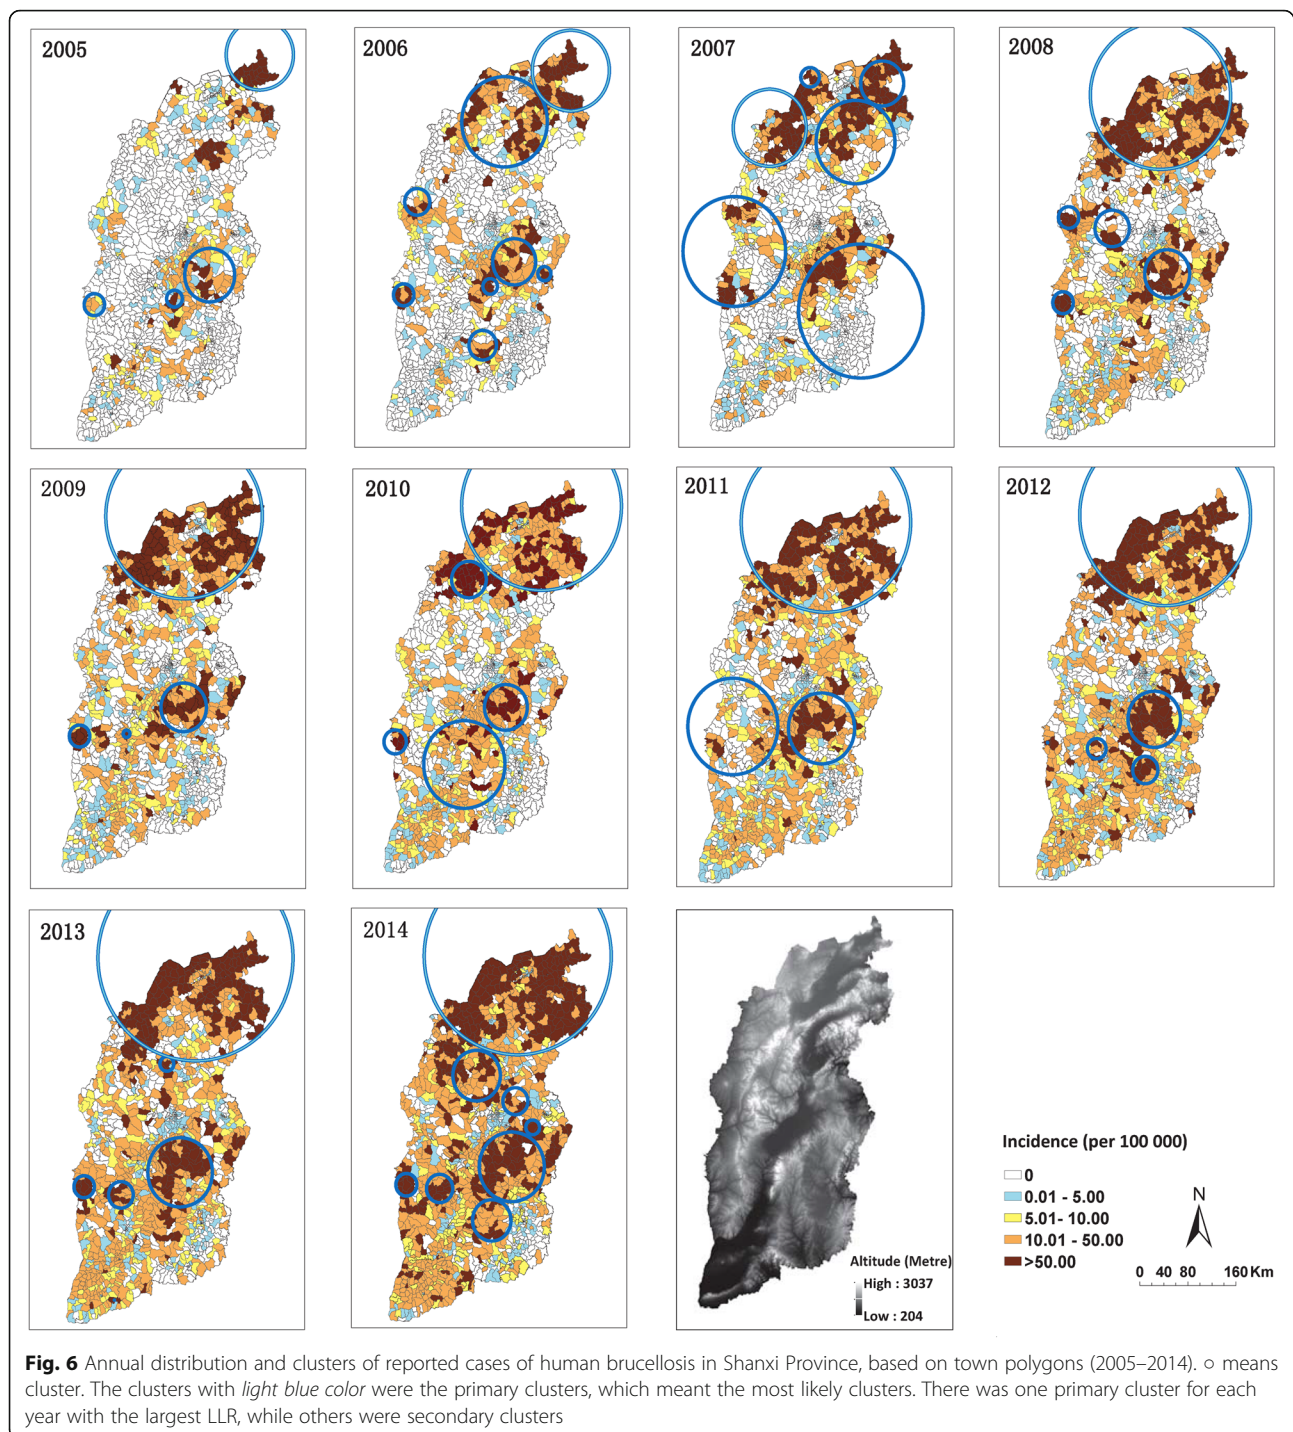 2005
2006
2007
2008
2009
2010
2011
2012
2013
2014
Altitude (Metre)
High : 3037
Low : 204
Incidence (per 100 000)
0
0.01 - 5.00
5.01- 10.00
10.01 - 50.00
>50.00
N
0 40 80 160 Km
Fig. 6 Annual distribution and clusters of reported cases of human brucellosis in Shanxi Province, based on town polygons (2005–2014). ○ means
cluster. The clusters with light blue color were the primary clusters, which meant the most likely clusters. There was one primary cluster for each
year with the largest LLR, while others were secondary clusters